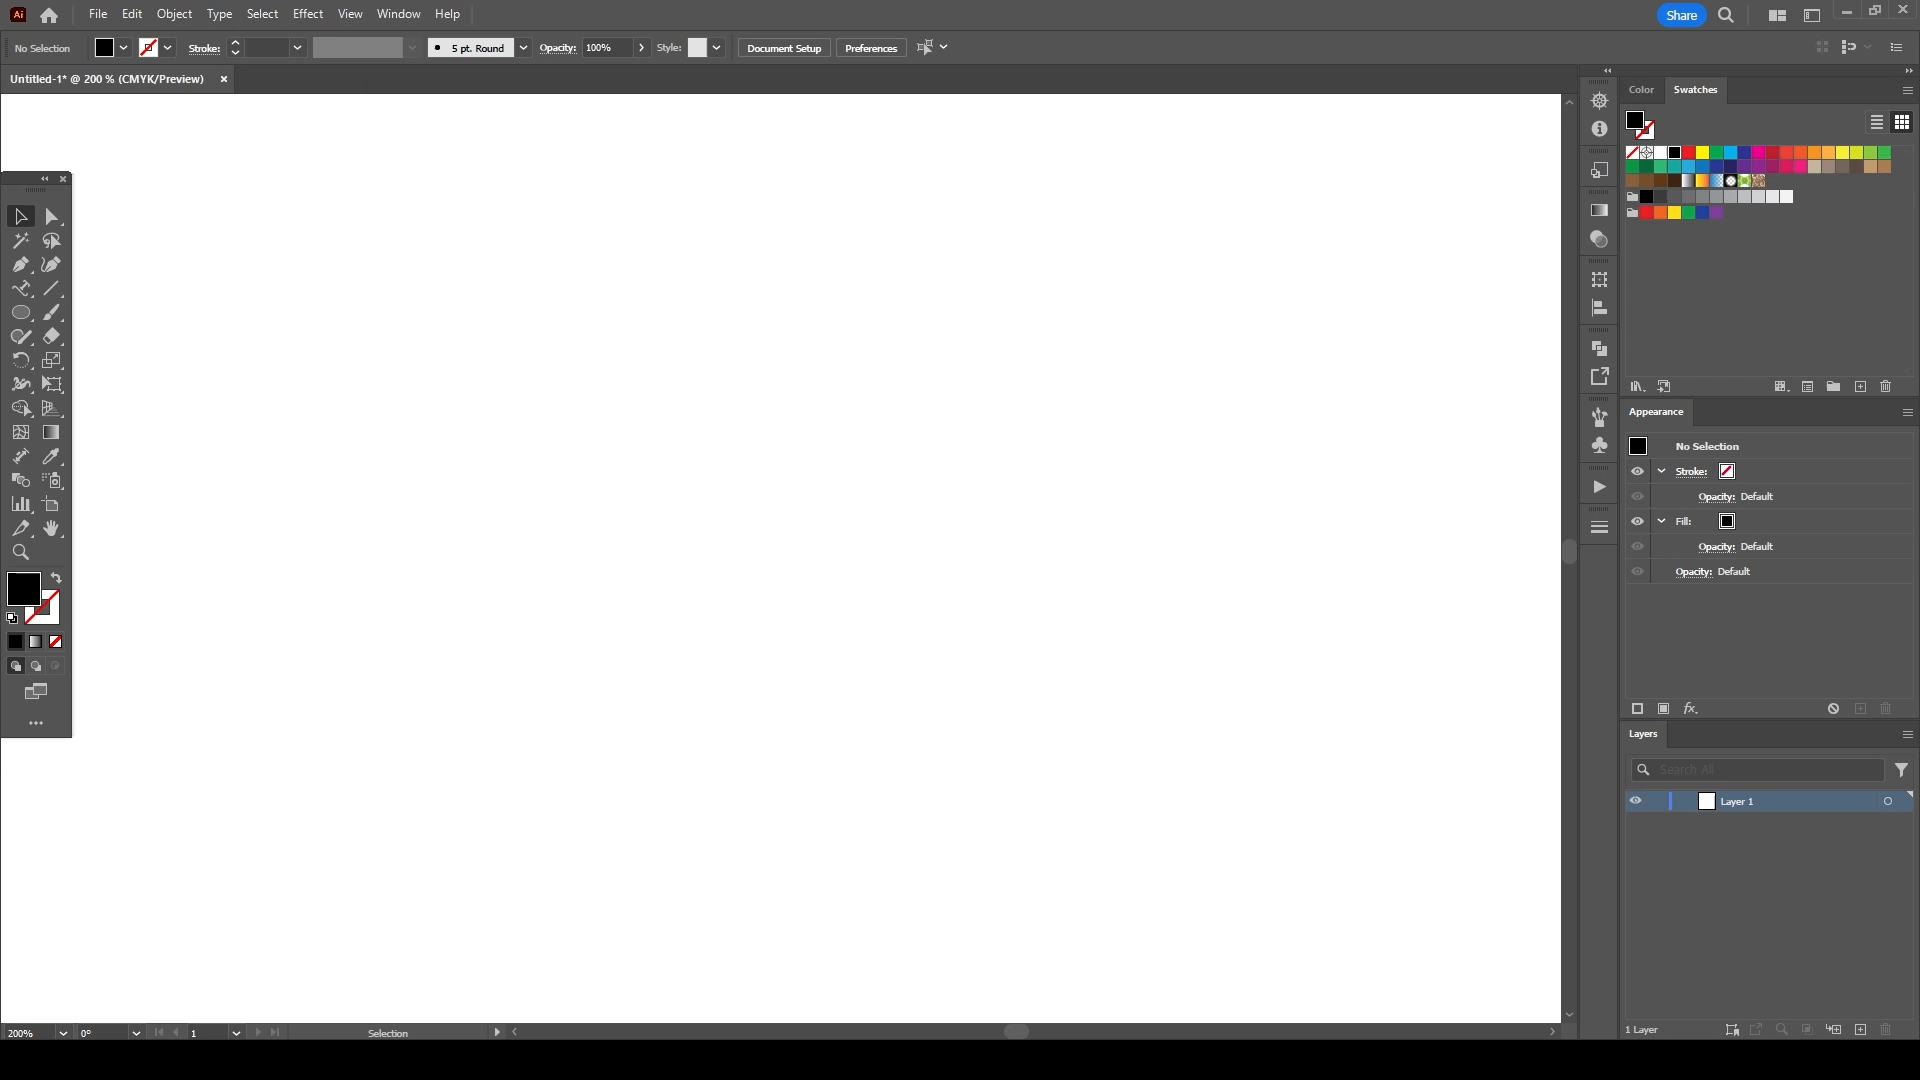 Ai File Edit Object Type Select Effect View Window Help Share
No Selection Stroke: 5 pt. Round Opacity: 100% Style: Document Setup Preferences
Untitled-1* @ 200 % (CMYK/Preview)
Color Swatches
Appearance
No Selection
Stroke:
Opacity: Default
Fill:
Opacity: Default
Opacity: Default
fx
Layers
Search All
Layer 1
1 Layer
200% 0° 1 Selection